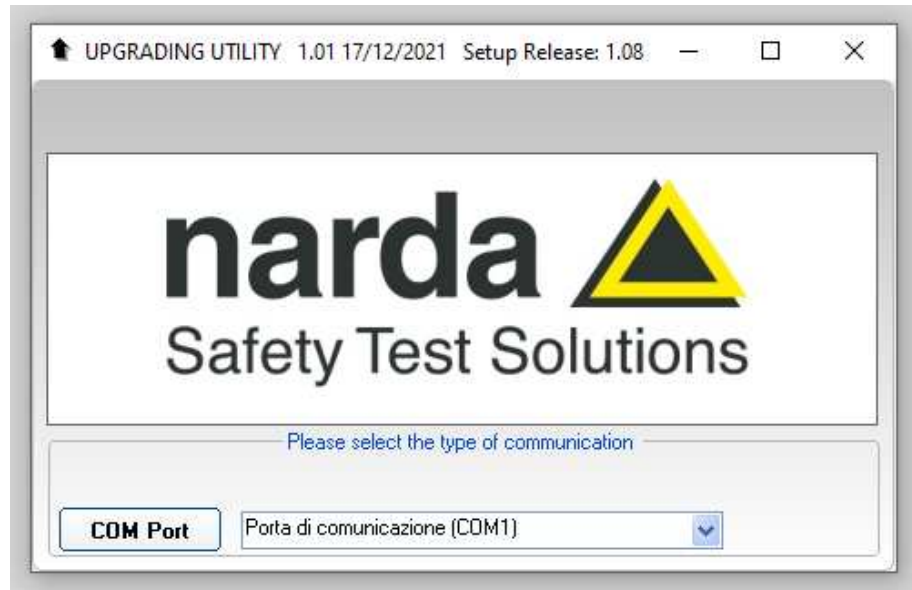 UPGRADING UTILITY 1.01 17/12/2021 Setup Release: 1.08
narda
Safety Test Solutions
Please select the type of communication
COM Port
Porta di comunicazione (COM1)